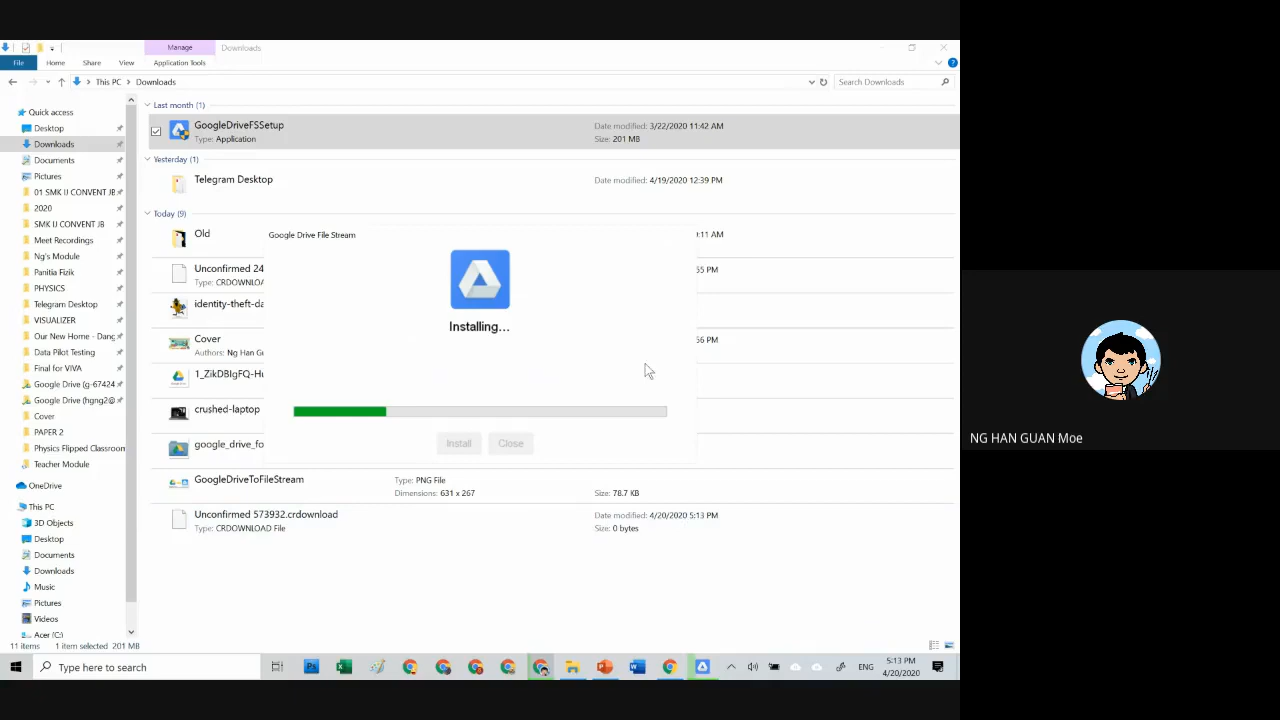 Manage
Downloads
File
Home
Share
View
Application Tools
This PC
Downloads
Search Downloads
Quick access
Desktop
Downloads
Documents
Pictures
01 SMK IJ CONVENT JB
2020
SMK IJ CONVENT JB
Meet Recordings
Ng's Module
Panitia Fizik
PHYSICS
Telegram Desktop
VISUALIZER
Our New Home - Dang
Data Pilot Testing
Final for VIVA
Google Drive (g-67424
Google Drive (hgng2@
Cover
PAPER 2
Physics Flipped Classroom
Teacher Module
OneDrive
This PC
3D Objects
Desktop
Documents
Downloads
Music
Pictures
Videos
Acer (C:)
Last month (1)
GoogleDriveFSSetup
Type: Application
Date modified: 3/22/2020 11:42 AM
Size: 201 MB
Yesterday (1)
Telegram Desktop
Date modified: 4/19/2020 12:39 PM
Today (9)
Old
:11 AM
Unconfirmed 24
Type: CRDOWNLOA
55 PM
identity-theft-da
Cover
Authors: Ng Han Gu
56 PM
1_ZikDBIgFQ-Hu
crushed-laptop
google_drive_fo
GoogleDriveToFileStream
Type: PNG File
Dimensions: 631 x 267
Size: 78.7 KB
Unconfirmed 573932.crdownload
Type: CRDOWNLOAD File
Date modified: 4/20/2020 5:13 PM
Size: 0 bytes
Google Drive File Stream
Installing...
Install
Close
11 items
1 item selected 201 MB
Type here to search
ENG
5:13 PM
4/20/2020
NG HAN GUAN Moe